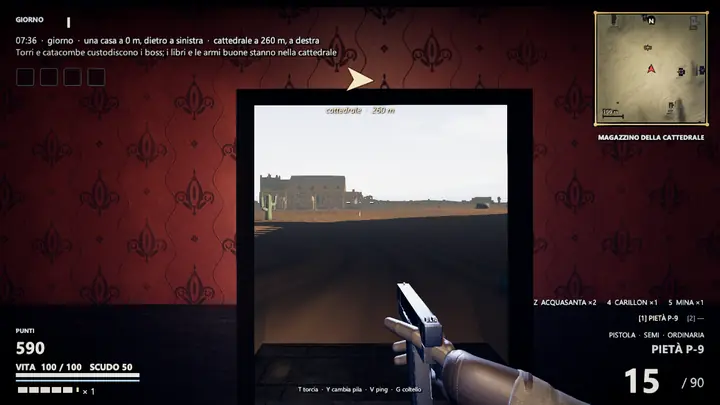 GIORNO
07:36 · giorno · una casa a 0 m, dietro a sinistra · cattedrale a 260 m, a destra
Torri e catacombe custodiscono i boss; i libri e le armi buone stanno nella cattedrale
N
199 m
MAGAZZINO DELLA CATTEDRALE
cattedrale · 260 m
Z ACQUASANTA ×2 4 CARILLON ×1 5 MINA ×1
[1] PIETÀ P-9 [2] —
PISTOLA · SEMI · ORDINARIA
PIETÀ P-9
15 / 90
PUNTI
590
VITA 100 / 100 SCUDO 50
× 1
T torcia · Y cambia pila · V ping · G coltello